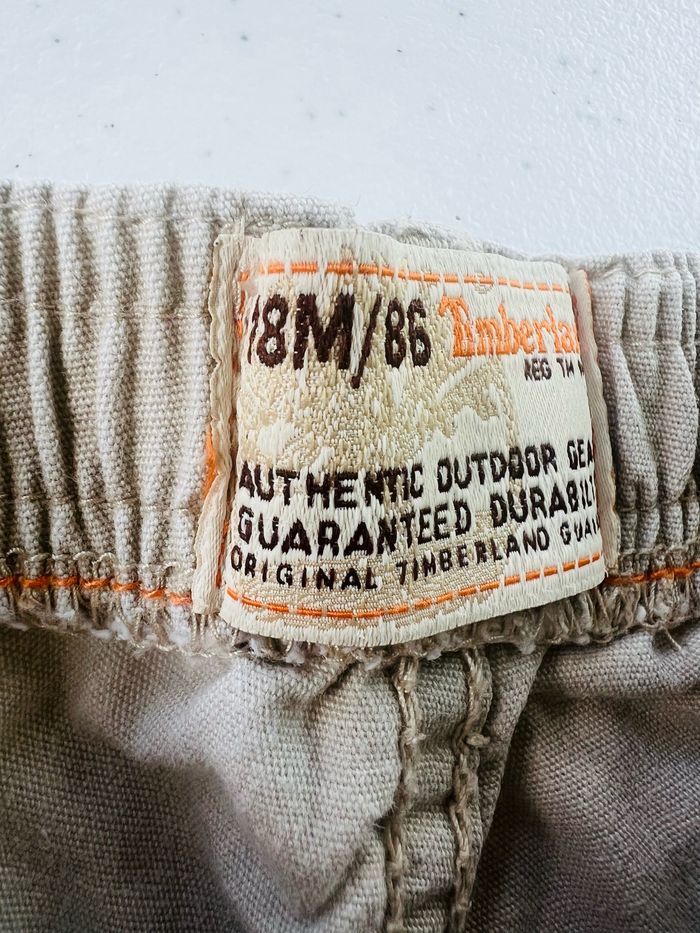 18M/86 Timberla
REG TM
AUTHENTIC OUTDOOR GEA
GUARANTEED DURABILI
ORIGINAL TIMBERLAND GUA